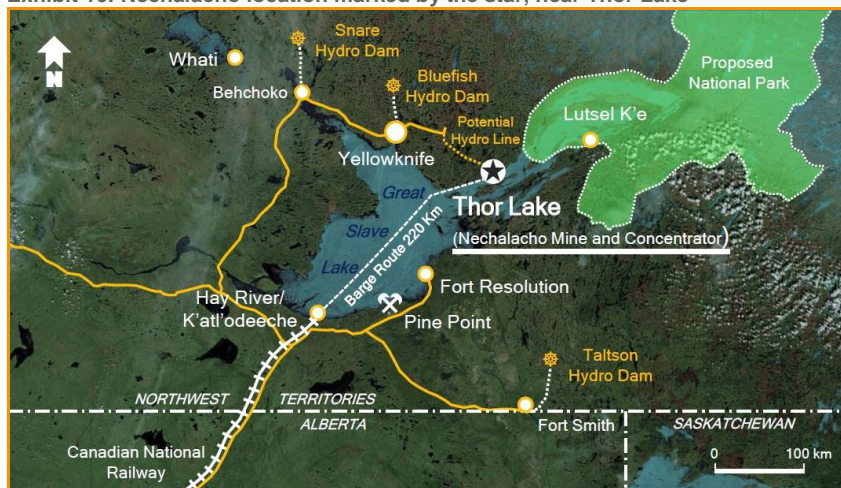 Exhibit 10: Nechalacho location marked by the star, near Thor Lake
N
Snare
Hydro Dam
Whati
Behchoko
Bluefish
Hydro Dam
Potential
Hydro Line
Yellowknife
Proposed
National Park
Lutsel K'e
Great
Slave
Lake
Barge Route 220 Km
Thor Lake
(Nechalacho Mine and Concentrator)
Hay River/
K'atl'odeeche
Fort Resolution
Pine Point
Taltson
Hydro Dam
NORTHWEST TERRITORIES
ALBERTA
Fort Smith
SASKATCHEWAN
Canadian National
Railway
0 100 km